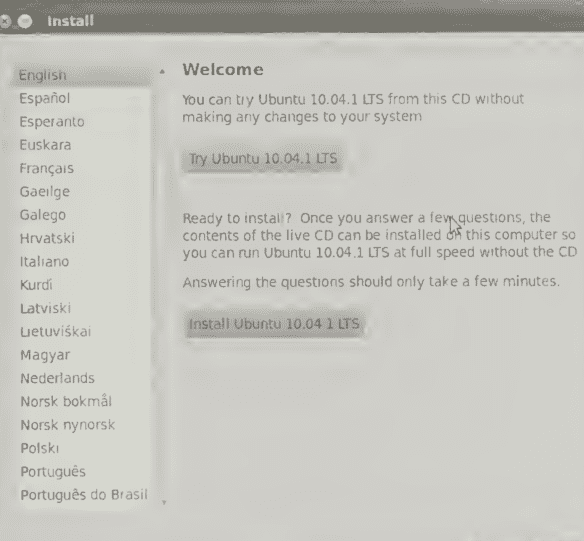 Install
English
Español
Esperanto
Euskara
Français
Gaeilge
Galego
Hrvatski
Italiano
Kurdî
Latviski
Lietuviškai
Magyar
Nederlands
Norsk bokmål
Norsk nynorsk
Polski
Português
Português do Brasil
Welcome
You can try Ubuntu 10.04.1 LTS from this CD without
making any changes to your system
Try Ubuntu 10.04.1 LTS
Ready to install? Once you answer a few questions, the
contents of the live CD can be installed on this computer so
you can run Ubuntu 10.04.1 LTS at full speed without the CD
Answering the questions should only take a few minutes.
Install Ubuntu 10.04 1 LTS